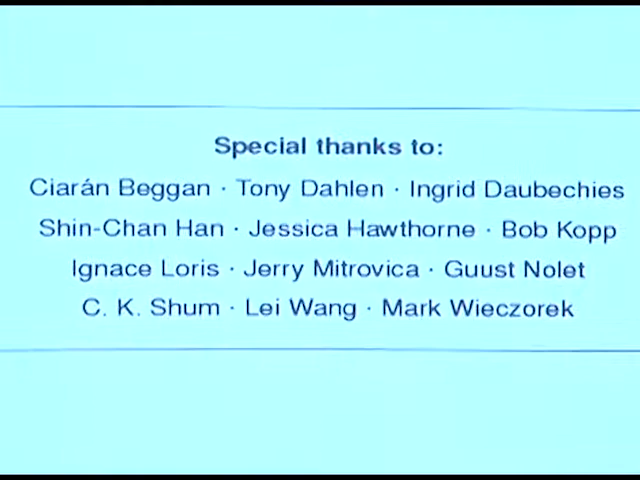 Special thanks to:
Ciarán Beggan · Tony Dahlen · Ingrid Daubechies
Shin-Chan Han · Jessica Hawthorne · Bob Kopp
Ignace Loris · Jerry Mitrovica · Guust Nolet
C. K. Shum · Lei Wang · Mark Wieczorek